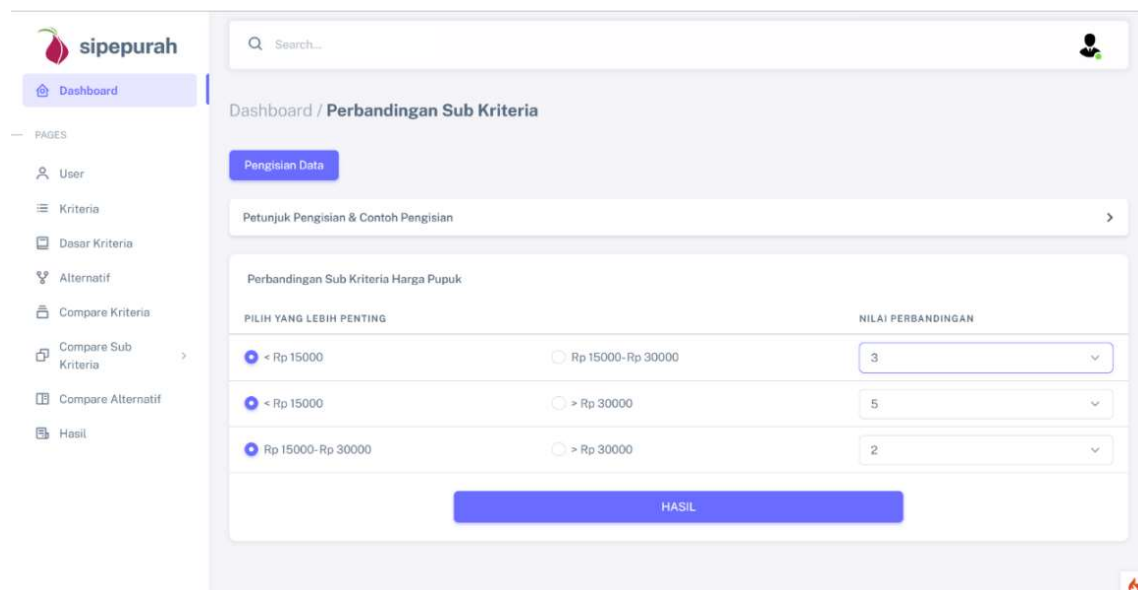 sipepurah
Dashboard
PAGES
User
Kriteria
Dasar Kriteria
Alternatif
Compare Kriteria
Compare Sub
Kriteria
Compare Alternatif
Hasil
Search...
Dashboard / Perbandingan Sub Kriteria
Pengisian Data
Petunjuk Pengisian & Contoh Pengisian
Perbandingan Sub Kriteria Harga Pupuk
PILIH YANG LEBIH PENTING NILAI PERBANDINGAN
< Rp 15000 Rp 15000-Rp 30000 3
< Rp 15000 > Rp 30000 5
Rp 15000-Rp 30000 > Rp 30000 2
HASIL